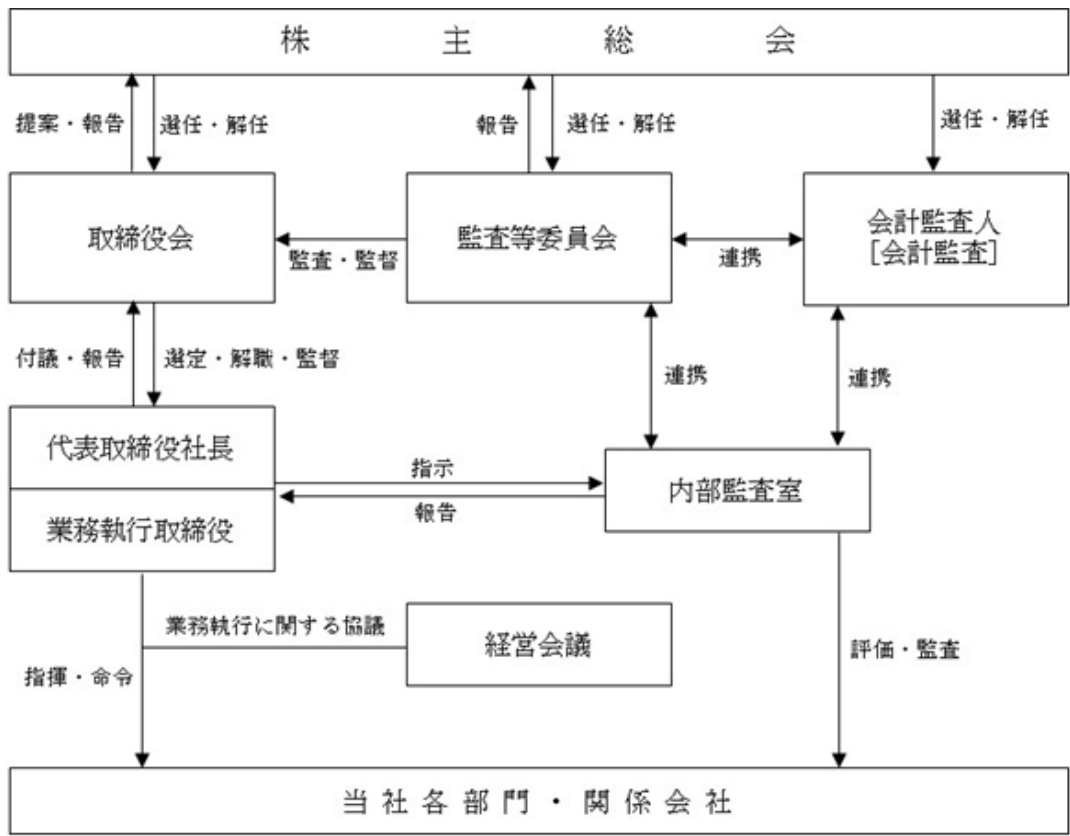 株主総会
提案・報告
選任・解任
報告
選任・解任
選任・解任
取締役会
監査・監督
監査等委員会
連携
会計監査人
[会計監査]
付議・報告
選定・解職・監督
連携
連携
代表取締役社長
業務執行取締役
指示
報告
内部監査室
業務執行に関する協議
経営会議
指揮・命令
評価・監査
当社各部門・関係会社